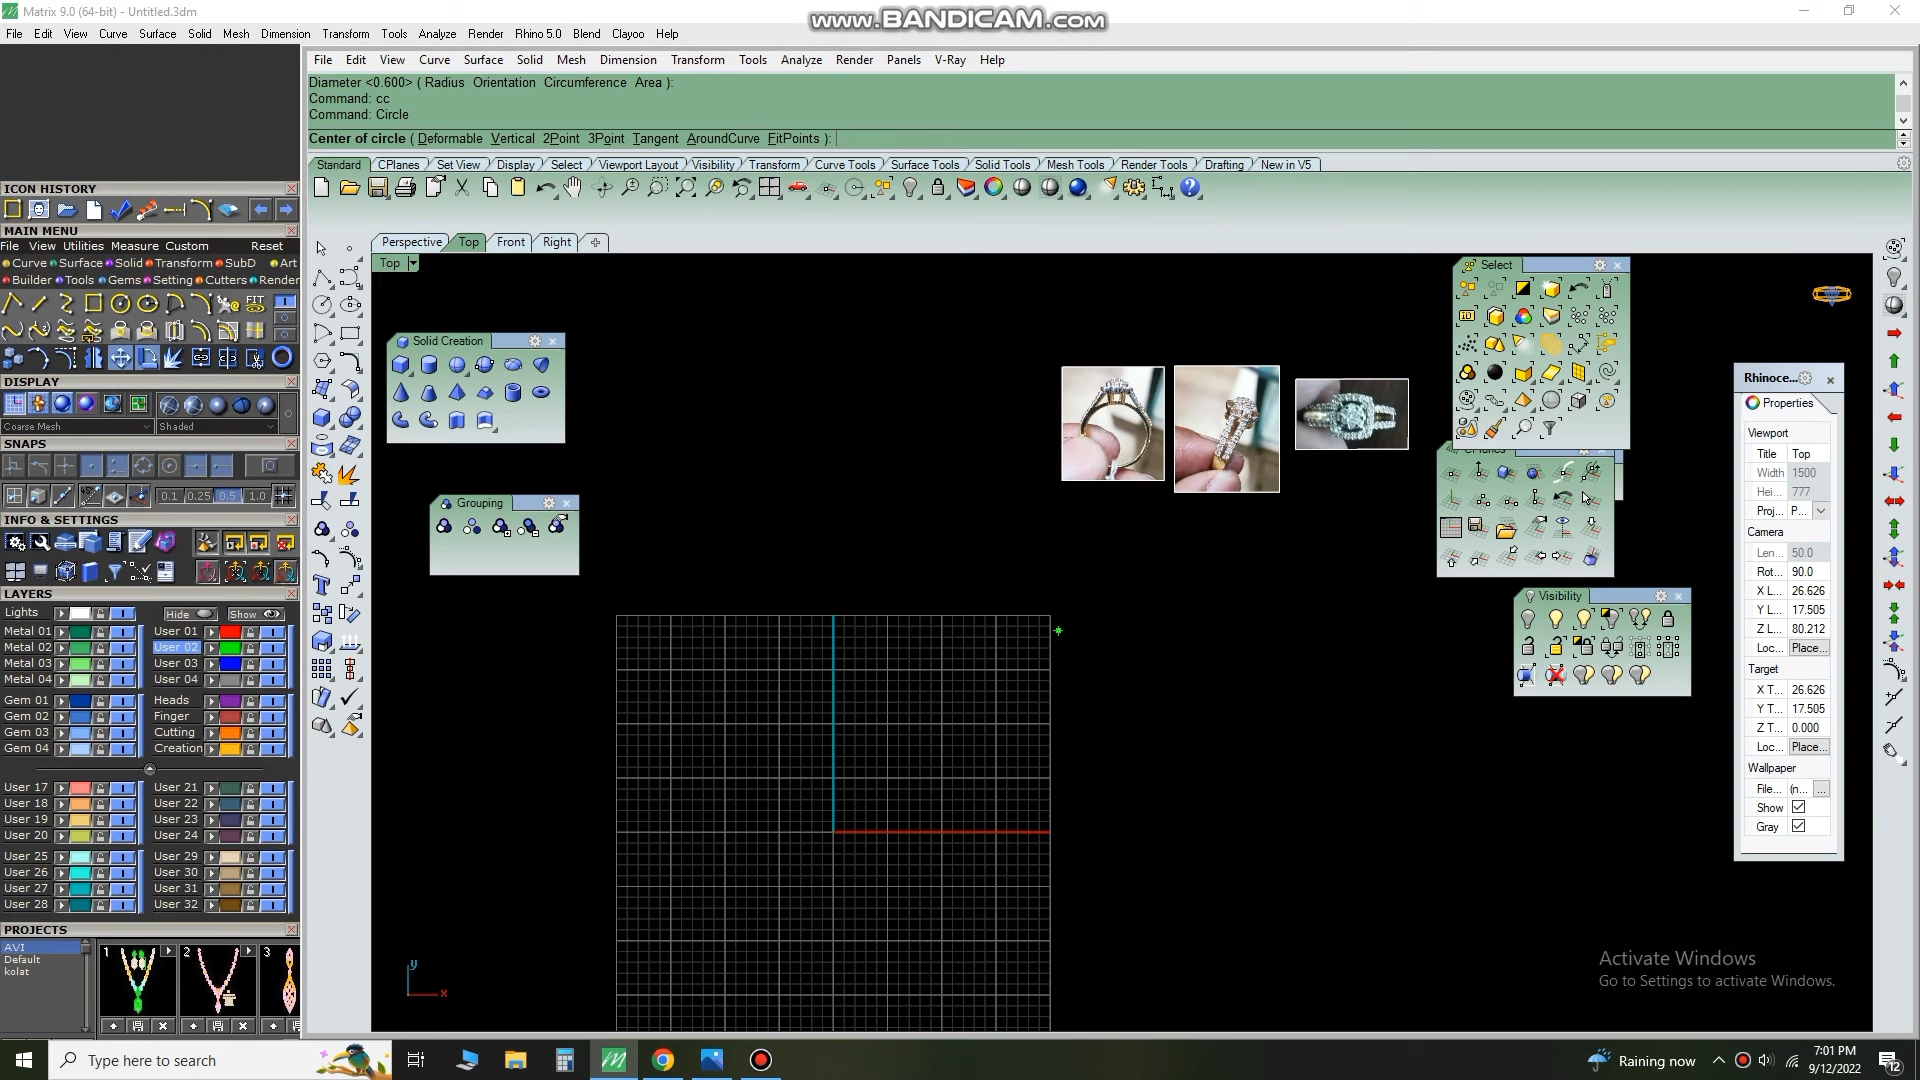 Matrix 9.0 (64-bit) - Untitled.3dm
www.BANDICAM.com
File Edit View Curve Surface Solid Mesh Dimension Transform Tools Analyze Render Rhino 5.0 Blend Clayoo Help
File Edit View Curve Surface Solid Mesh Dimension Transform Tools Analyze Render Panels V-Ray Help
Diameter <0.600> ( Radius Orientation Circumference Area ):
Command: cc
Command: Circle
Center of circle ( Deformable Vertical 2Point 3Point Tangent AroundCurve FitPoints ):
Standard CPlanes Set View Display Select Viewport Layout Visibility Transform Curve Tools Surface Tools Solid Tools Mesh Tools Render Tools Drafting New in V5
ICON HISTORY
MAIN MENU
File View Utilities Measure Custom Reset
Curve Surface Solid Transform SubD Art
Builder Tools Gems Setting Cutters Render
FIT
DISPLAY
Coarse Mesh Shaded
SNAPS
0.1 0.25 0.5 1.0
INFO & SETTINGS
LAYERS
Lights Hide Show
Metal 01 User 01
Metal 02 User 02
Metal 03 User 03
Metal 04 User 04
Gem 01 Heads
Gem 02 Finger
Gem 03 Cutting
Gem 04 Creation
User 17 User 21
User 18 User 22
User 19 User 23
User 20 User 24
User 25 User 29
User 26 User 30
User 27 User 31
User 28 User 32
PROJECTS
AVI
Default
kolat
1 2 3
Perspective Top Front Right
Top
Solid Creation
Grouping
Select
CPlanes
Visibility
Rhinoce...
Properties
Viewport
Title Top
Width 1500
Hei... 777
Proj... P...
Camera
Len... 50.0
Rot... 90.0
X L... 26.626
Y L... 17.505
Z L... 80.212
Loc... Place...
Target
X T... 26.626
Y T... 17.505
Z T... 0.000
Loc... Place...
Wallpaper
File... (n... ...
Show
Gray
y
x
Activate Windows
Go to Settings to activate Windows.
Type here to search
Raining now
7:01 PM
9/12/2022
12